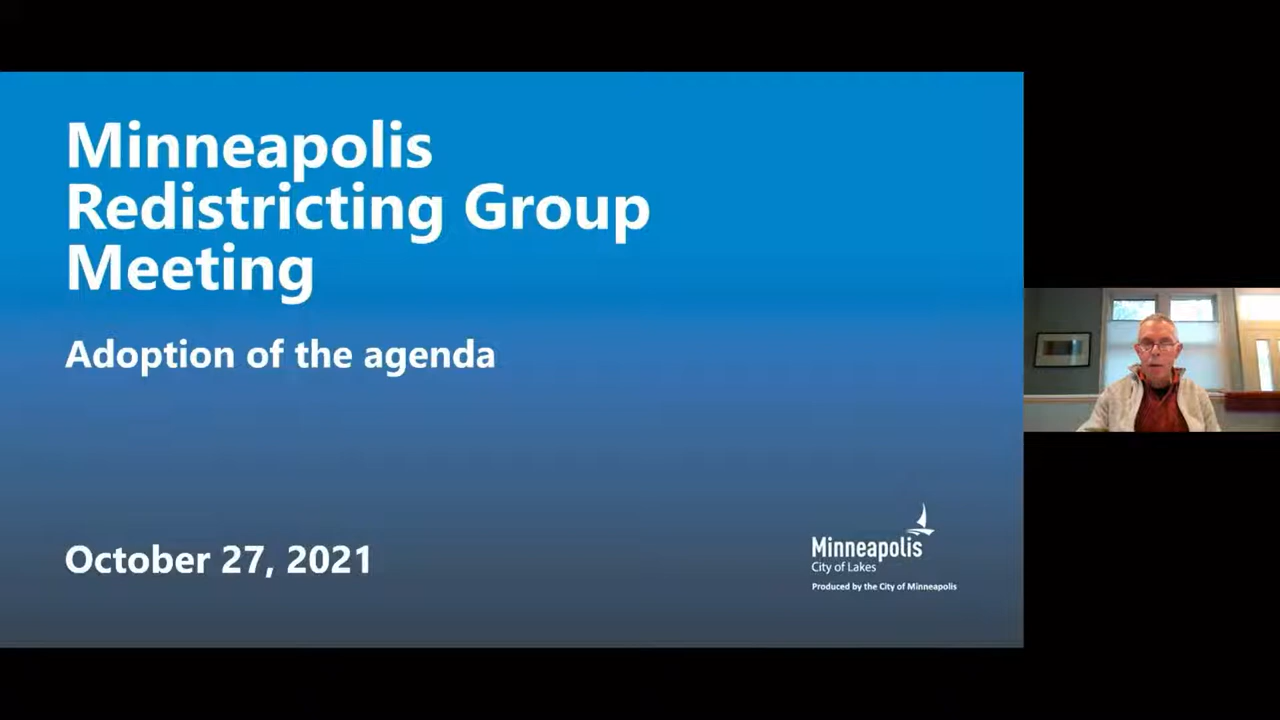 Minneapolis
Redistricting Group
Meeting
Adoption of the agenda
October 27, 2021
Minneapolis
City of Lakes
Produced by the City of Minneapolis